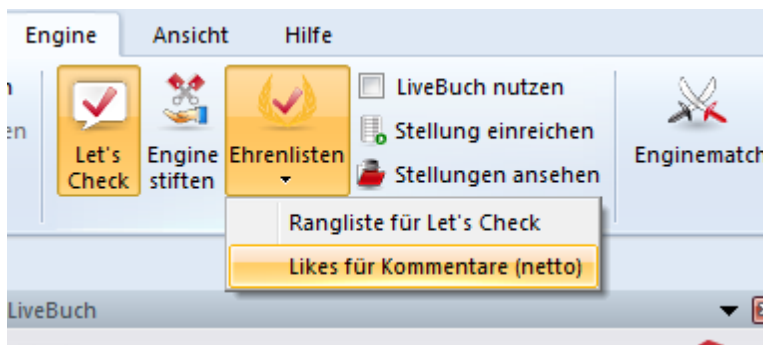 Engine Ansicht Hilfe
Let's Check
Engine stiften
Ehrenlisten
LiveBuch nutzen
Stellung einreichen
Stellungen ansehen
Enginematch
Rangliste für Let's Check
Likes für Kommentare (netto)
LiveBuch